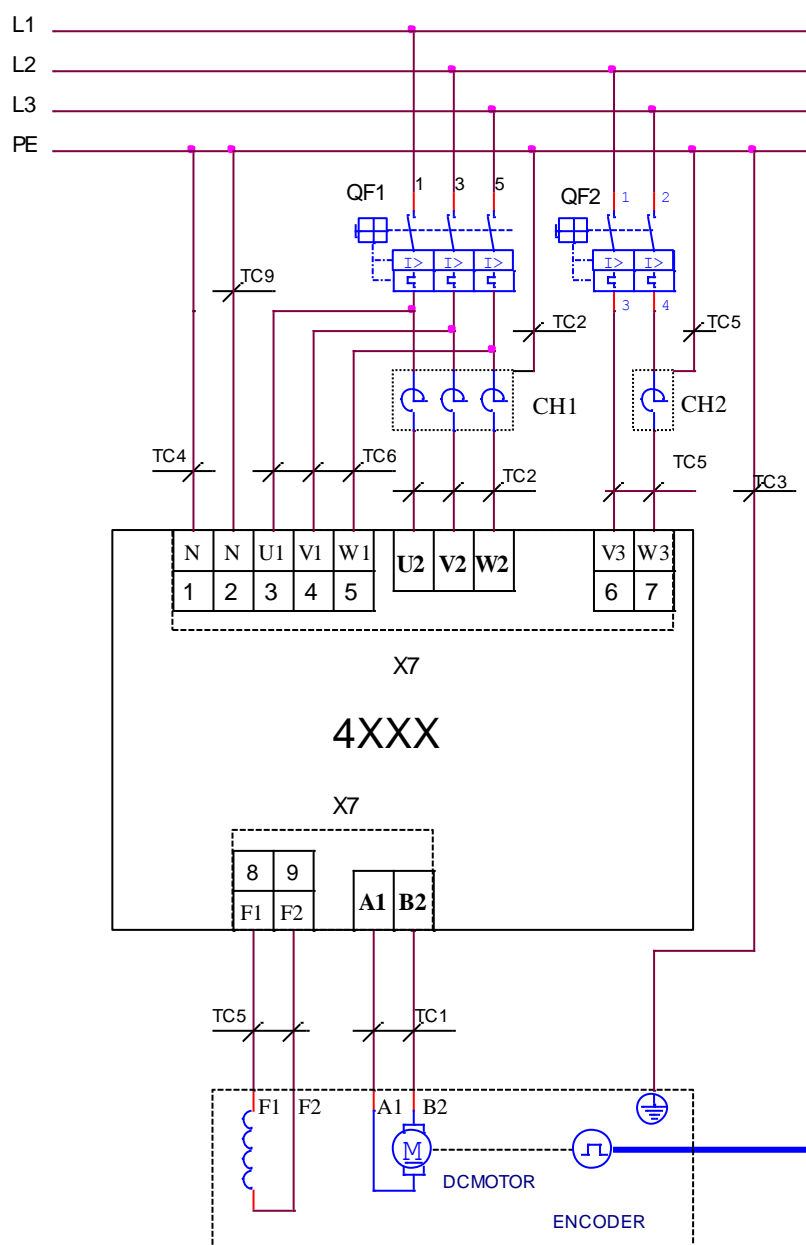 L1
L2
L3
PE
QF1 1 3 5 QF2 1 2
I> I> I> I> I>
TC9
3 4
TC2 TC5
CH1 CH2
TC4 TC6 TC2 TC5 TC3
N N U1 V1 W1 U2 V2 W2 V3 W3
1 2 3 4 5 6 7
X7
4XXX
X7
8 9
F1 F2 A1 B2
TC5 TC1
F1 F2 A1 B2
M
DCMOTOR
ENCODER